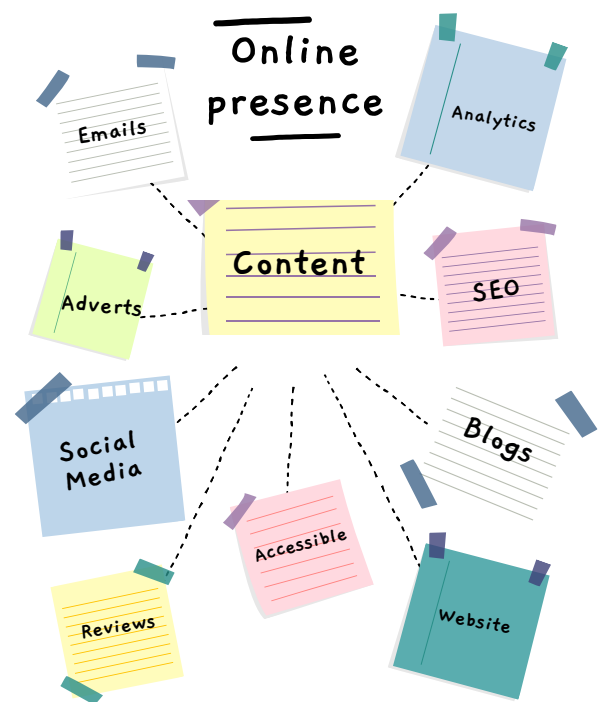 Online
presence
Emails
Analytics
Content
Adverts
SEO
Social
Media
Blogs
Accessible
Reviews
Website